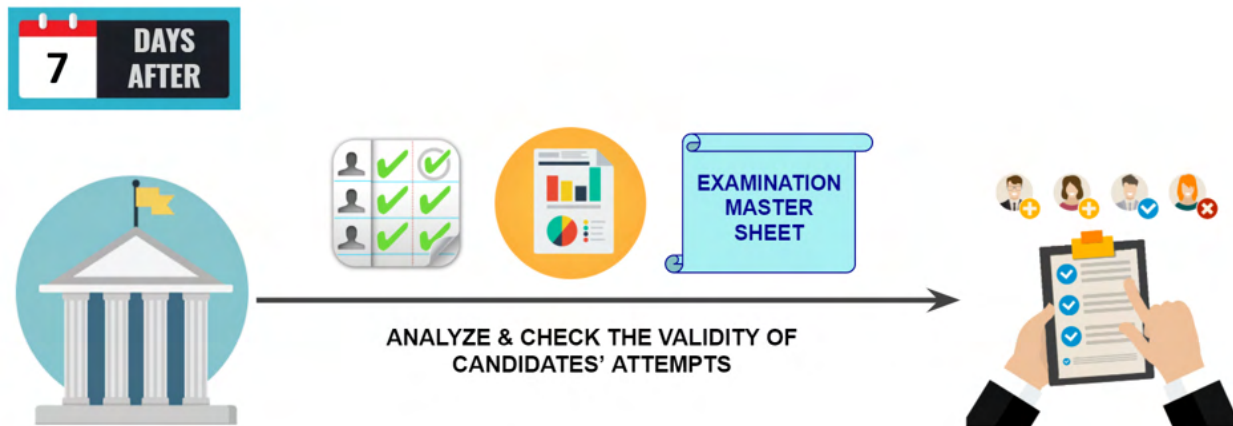 7
DAYS
AFTER
EXAMINATION
MASTER
SHEET
ANALYZE & CHECK THE VALIDITY OF
CANDIDATES' ATTEMPTS